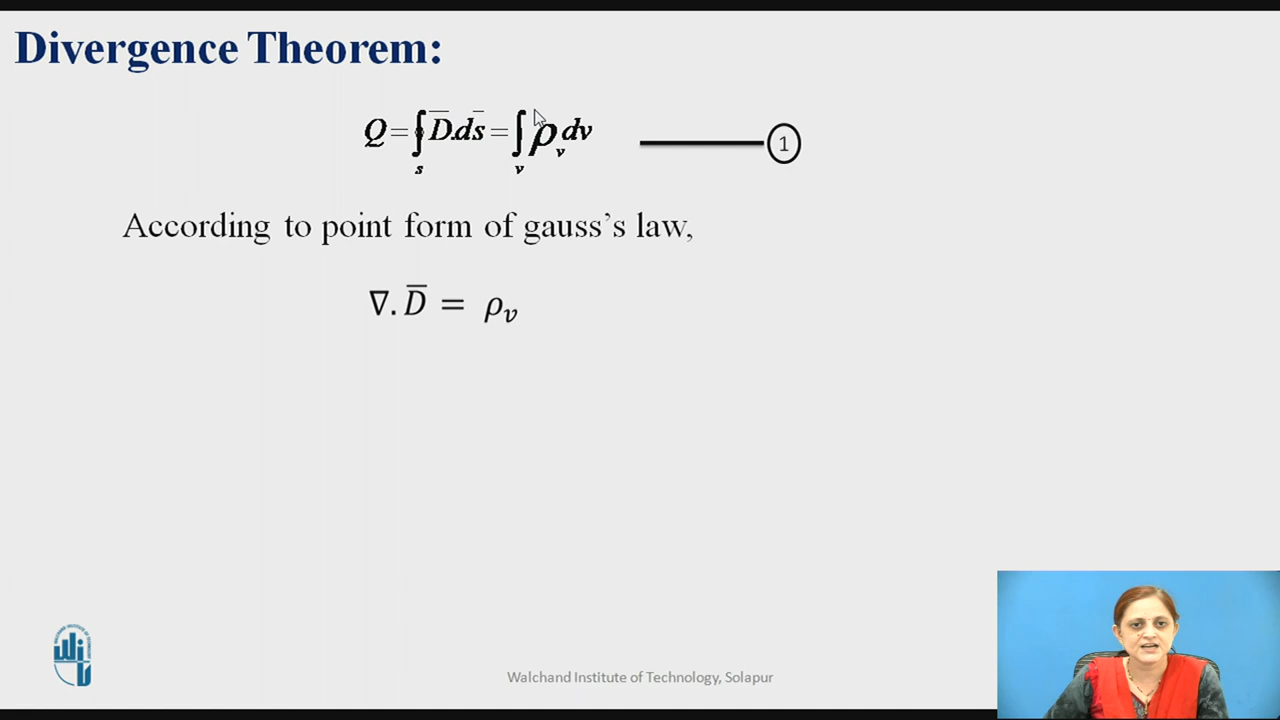 Divergence Theorem:
Q = ∮_s D̅.ds̅ = ∫_v ρ_v dv ① 
According to point form of gauss’s law,
∇. D̅ = ρ_v
Walchand Institute of Technology, Solapur